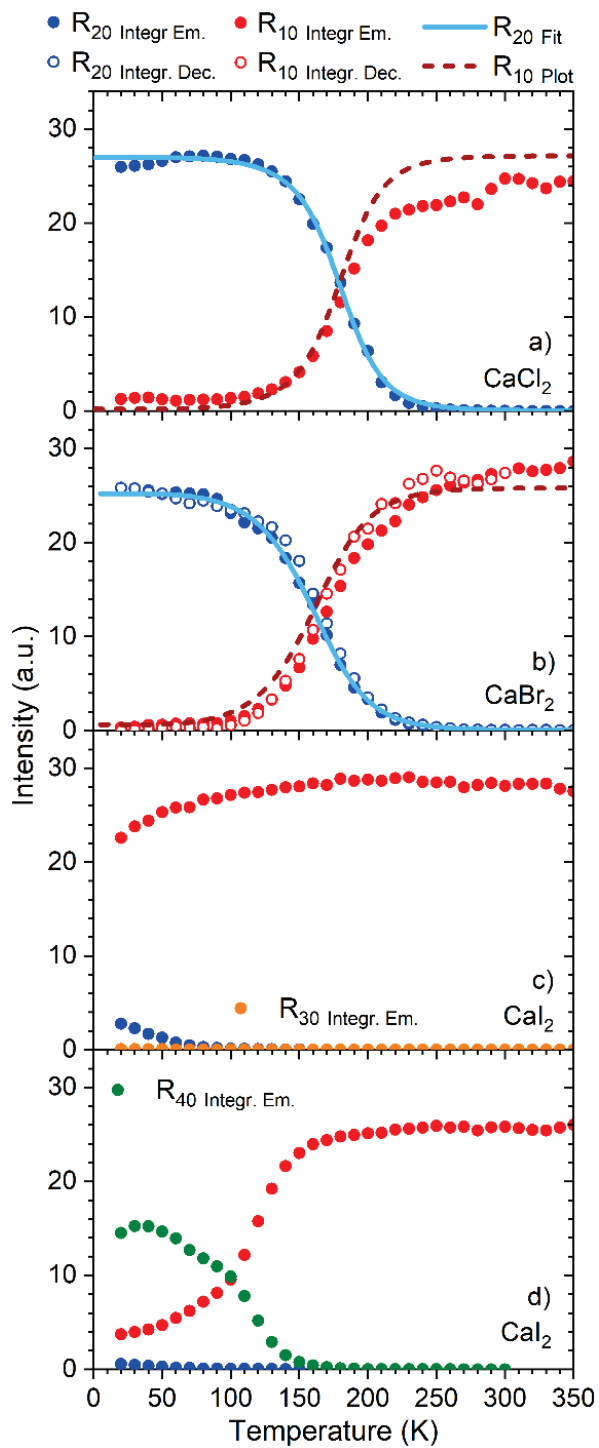 R20 Integr Em. R10 Integr Em. R20 Fit
R20 Integr. Dec. R10 Integr. Dec. R10 Plot
30
20
10
0
a)
CaCl2
30
20
10
0
b)
CaBr2
Intensity (a.u.)
30
20
10
0
c)
R30 Integr. Em.
CaI2
30
20
10
0
R40 Integr. Em.
d)
CaI2
0 50 100 150 200 250 300 350
Temperature (K)